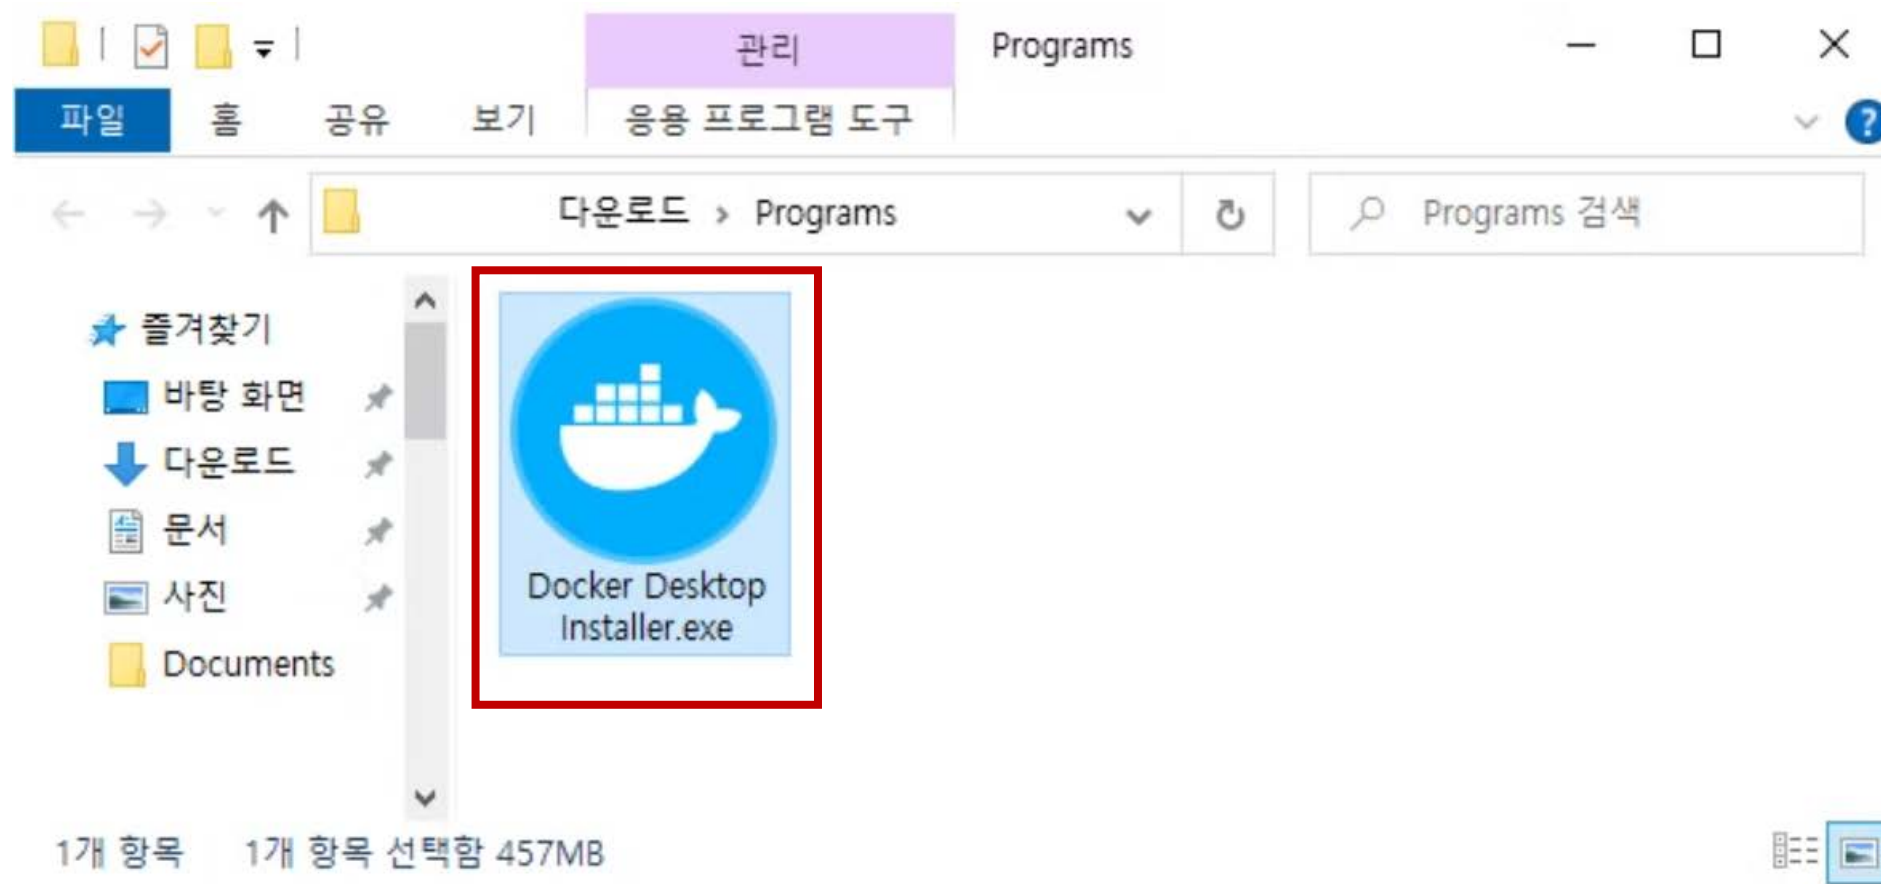 관리
Programs
파일
홈
공유
보기
응용 프로그램 도구
?
다운로드 > Programs
Programs 검색
즐겨찾기
바탕 화면
다운로드
문서
사진
Documents
Docker Desktop
Installer.exe
1개 항목
1개 항목 선택함 457MB